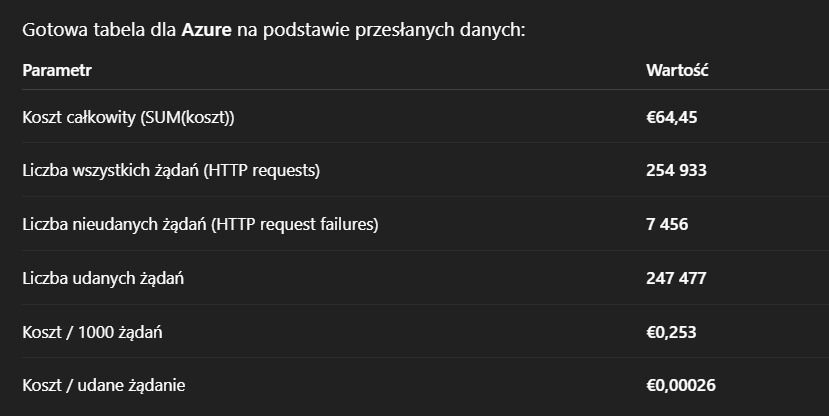 Gotowa tabela dla Azure na podstawie przesłanych danych:
Parametr Wartość
Koszt całkowity (SUM(koszt)) €64,45
Liczba wszystkich żądań (HTTP requests) 254 933
Liczba nieudanych żądań (HTTP request failures) 7 456
Liczba udanych żądań 247 477
Koszt / 1000 żądań €0,253
Koszt / udane żądanie €0,00026